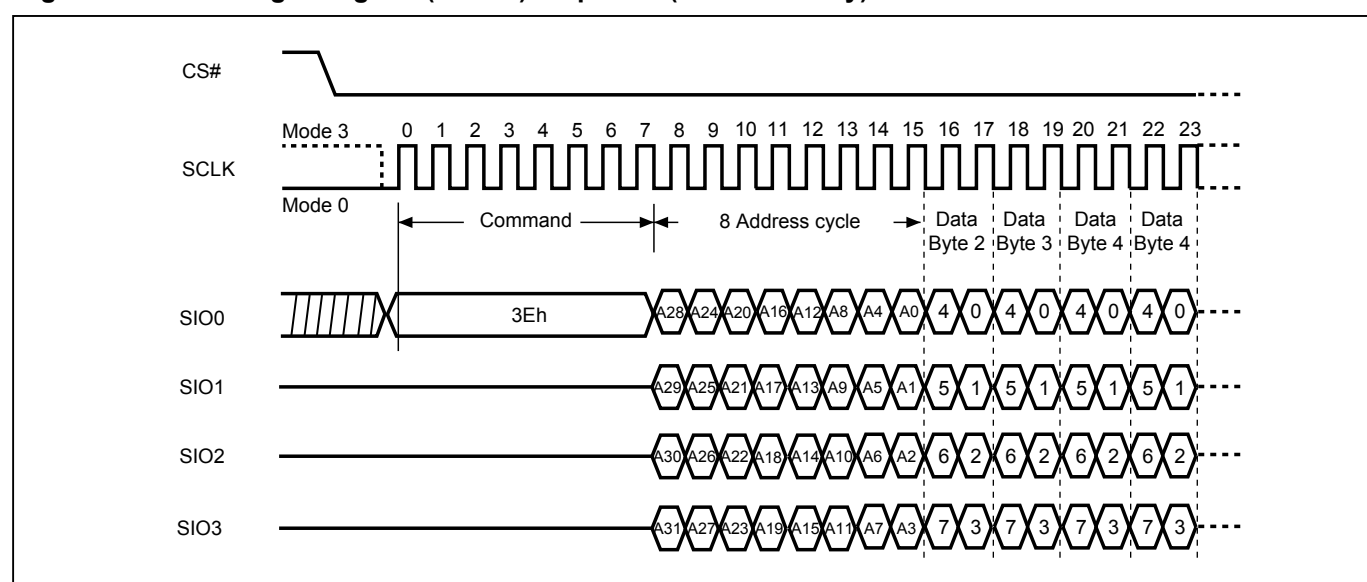 CS#
Mode 3 0 1 2 3 4 5 6 7 8 9 10 11 12 13 14 15 16 17 18 19 20 21 22 23
SCLK
Mode 0
Command 8 Address cycle Data Data Data Data
Byte 2 Byte 3 Byte 4 Byte 4
SIO0 3Eh A28 A24 A20 A16 A12 A8 A4 A0 4 0 4 0 4 0 4 0
SIO1 A29 A25 A21 A17 A13 A9 A5 A1 5 1 5 1 5 1 5 1
SIO2 A30 A26 A22 A18 A14 A10 A6 A2 6 2 6 2 6 2 6 2
SIO3 A31 A27 A23 A19 A15 A11 A7 A3 7 3 7 3 7 3 7 3